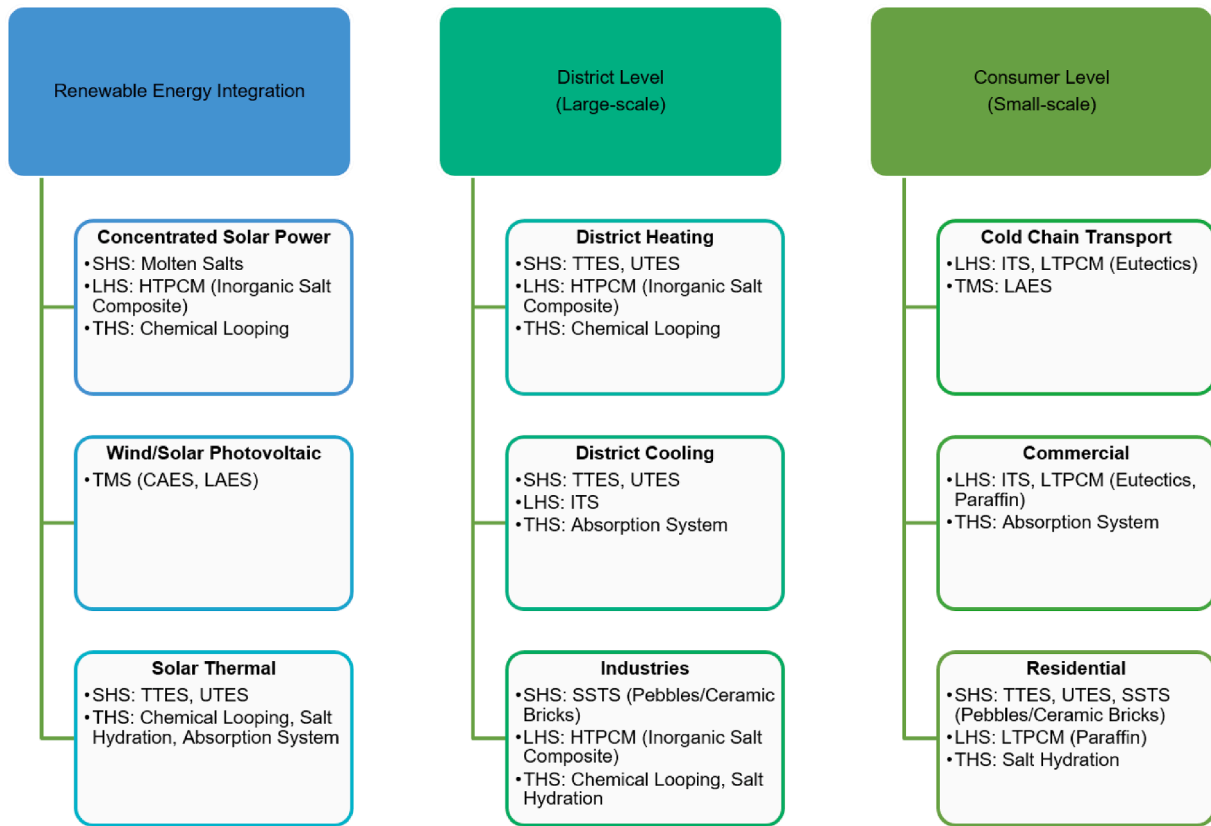 Renewable Energy Integration
Concentrated Solar Power
•SHS: Molten Salts
•LHS: HTPCM (Inorganic Salt
Composite)
•THS: Chemical Looping
Wind/Solar Photovoltaic
•TMS (CAES, LAES)
Solar Thermal
•SHS: TTES, UTES
•THS: Chemical Looping, Salt
Hydration, Absorption System
District Level
(Large-scale)
District Heating
•SHS: TTES, UTES
•LHS: HTPCM (Inorganic Salt
Composite)
•THS: Chemical Looping
District Cooling
•SHS: TTES, UTES
•LHS: ITS
•THS: Absorption System
Industries
•SHS: SSTS (Pebbles/Ceramic
Bricks)
•LHS: HTPCM (Inorganic Salt
Composite)
•THS: Chemical Looping, Salt
Hydration
Consumer Level
(Small-scale)
Cold Chain Transport
•LHS: ITS, LTPCM (Eutectics)
•TMS: LAES
Commercial
•LHS: ITS, LTPCM (Eutectics,
Paraffin)
•THS: Absorption System
Residential
•SHS: TTES, UTES, SSTS
(Pebbles/Ceramic Bricks)
•LHS: LTPCM (Paraffin)
•THS: Salt Hydration